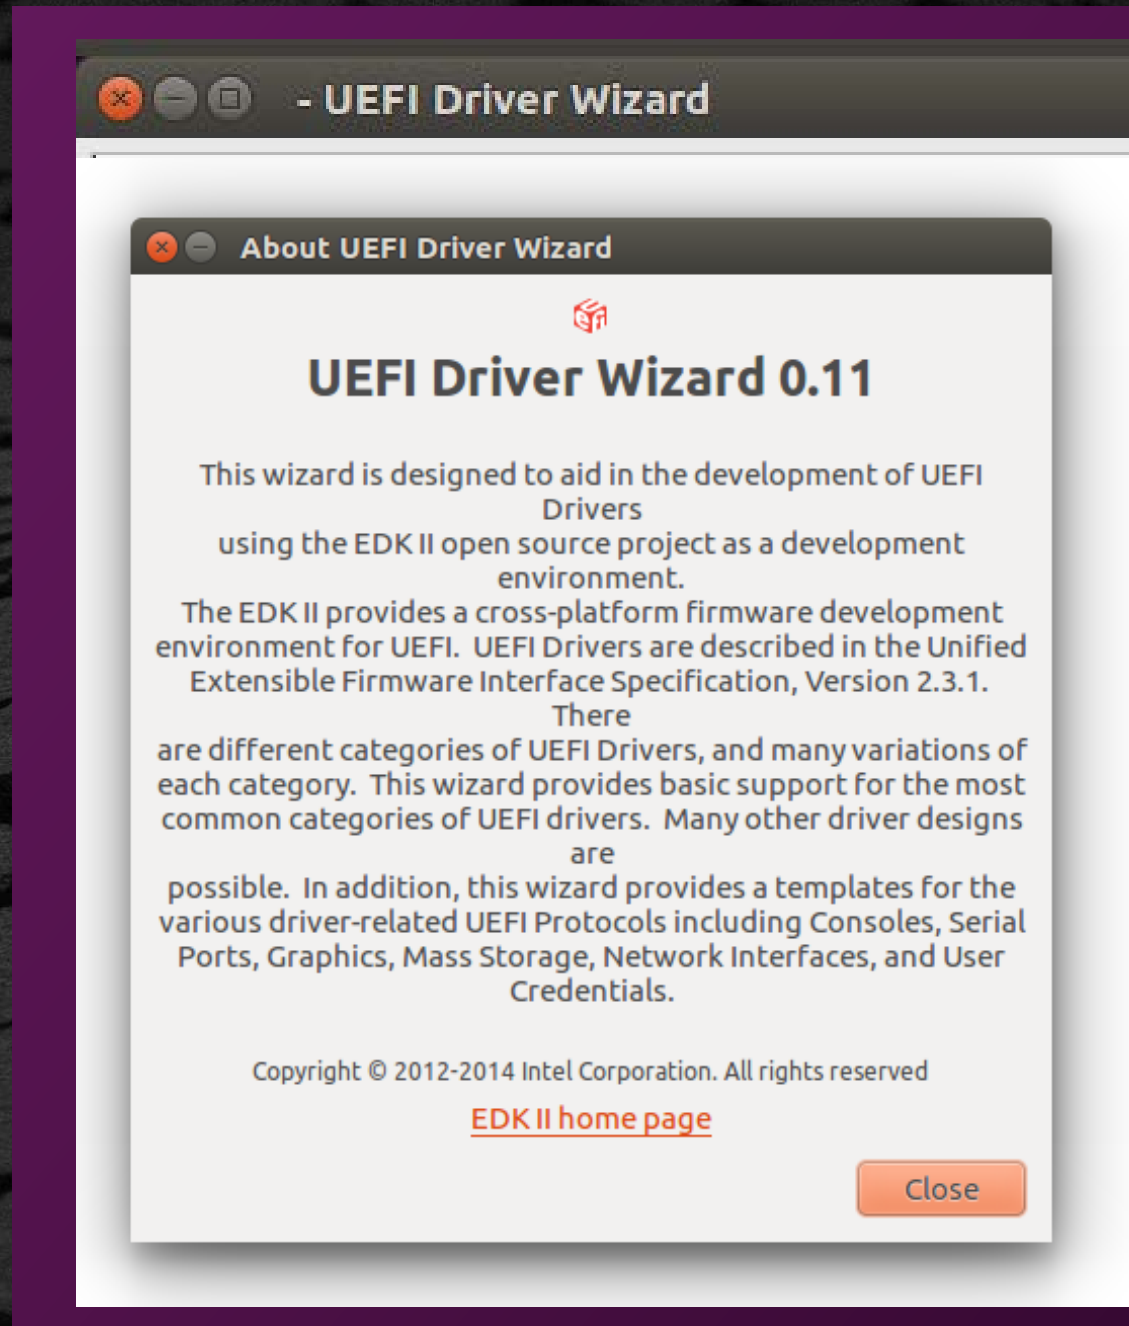 - UEFI Driver Wizard
About UEFI Driver Wizard
UEFI
UEFI Driver Wizard 0.11
This wizard is designed to aid in the development of UEFI
Drivers
using the EDK II open source project as a development
environment.
The EDK II provides a cross-platform firmware development
environment for UEFI.  UEFI Drivers are described in the Unified
Extensible Firmware Interface Specification, Version 2.3.1.
There
are different categories of UEFI Drivers, and many variations of
each category.  This wizard provides basic support for the most
common categories of UEFI drivers.  Many other driver designs
are
possible.  In addition, this wizard provides a templates for the
various driver-related UEFI Protocols including Consoles, Serial
Ports, Graphics, Mass Storage, Network Interfaces, and User
Credentials.
Copyright © 2012-2014 Intel Corporation. All rights reserved
EDK II home page
Close